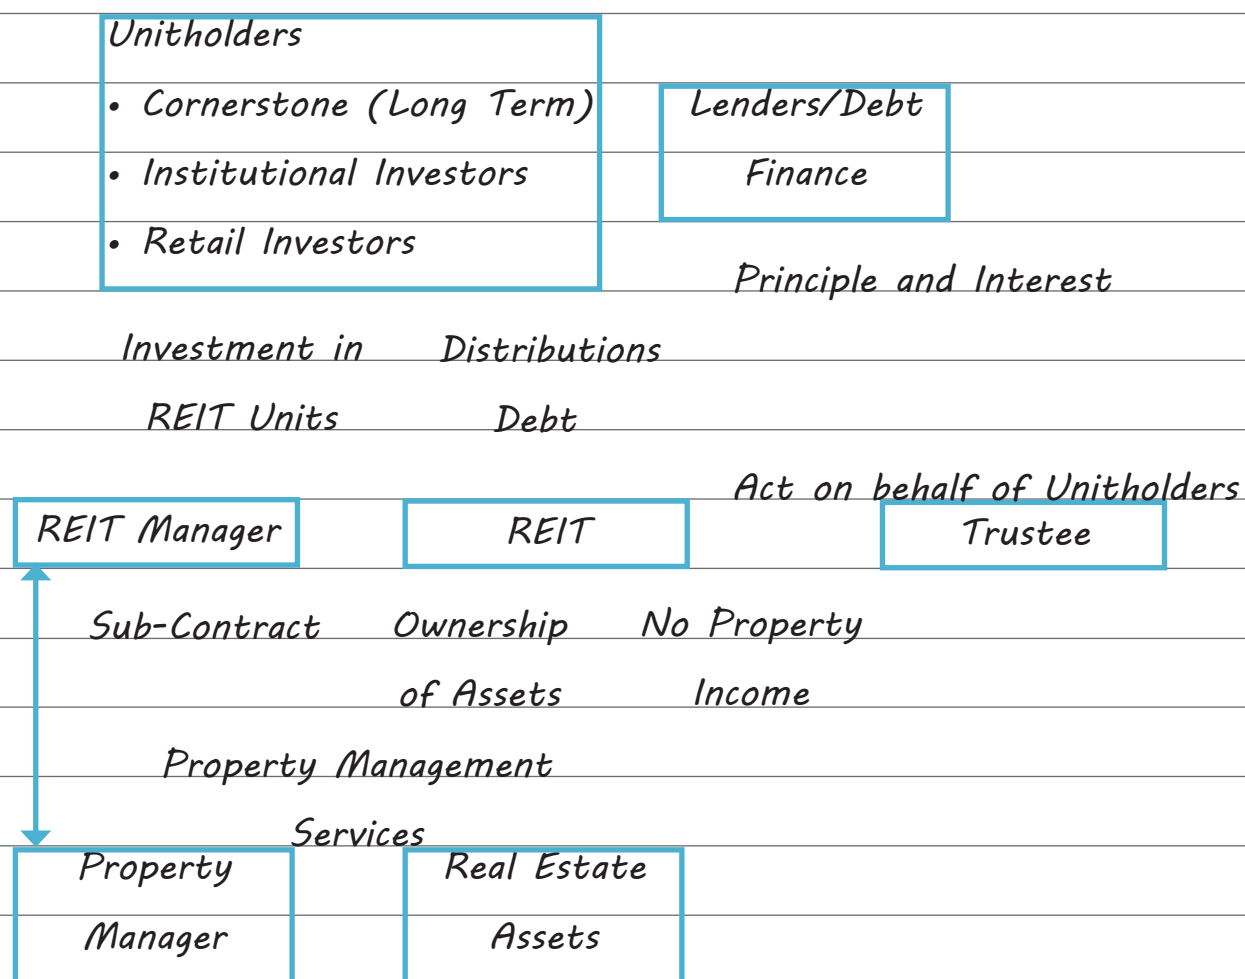 Unitholders
• Cornerstone (Long Term)
• Institutional Investors
• Retail Investors
Lenders/Debt
Finance
Principle and Interest
Investment in
REIT Units
Distributions
Debt
Act on behalf of Unitholders
REIT Manager
REIT
Trustee
Sub-Contract
Ownership
of Assets
No Property
Income
Property Management
Services
Property
Manager
Real Estate
Assets